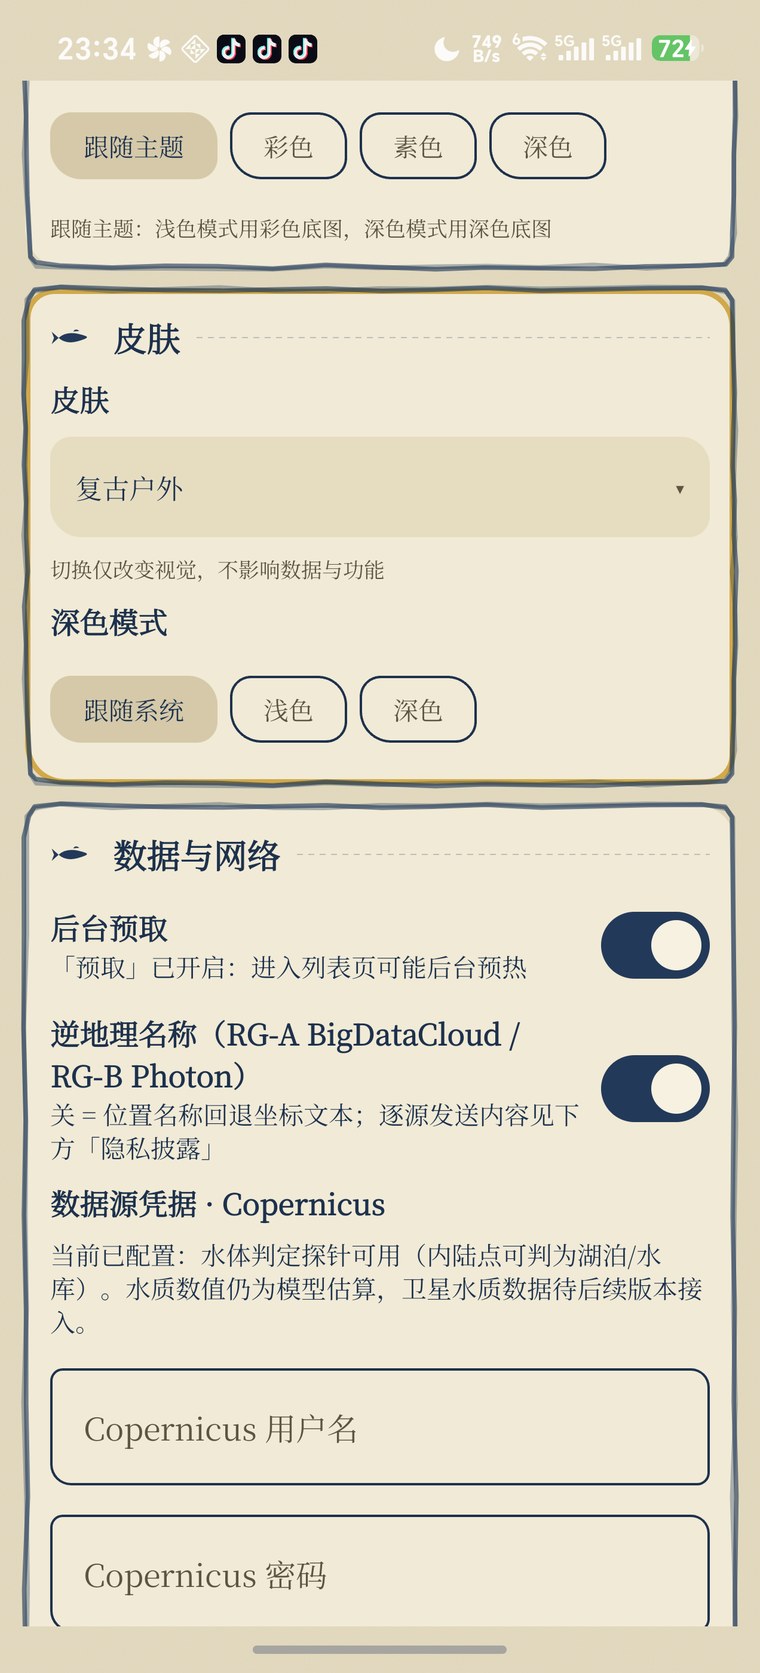 23:34
749 B/s
6
5G
5G
72
跟随主题
彩色
素色
深色
跟随主题：浅色模式用彩色底图，深色模式用深色底图
皮肤
皮肤
复古户外
切换仅改变视觉，不影响数据与功能
深色模式
跟随系统
浅色
深色
数据与网络
后台预取
「预取」已开启：进入列表页可能后台预热
逆地理名称（RG-A BigDataCloud /
RG-B Photon）
关 = 位置名称回退坐标文本；逐源发送内容见下
方「隐私披露」
数据源凭据 · Copernicus
当前已配置：水体判定探针可用（内陆点可判为湖泊/水
库）。水质数值仍为模型估算，卫星水质数据待后续版本接
入。
Copernicus 用户名
Copernicus 密码